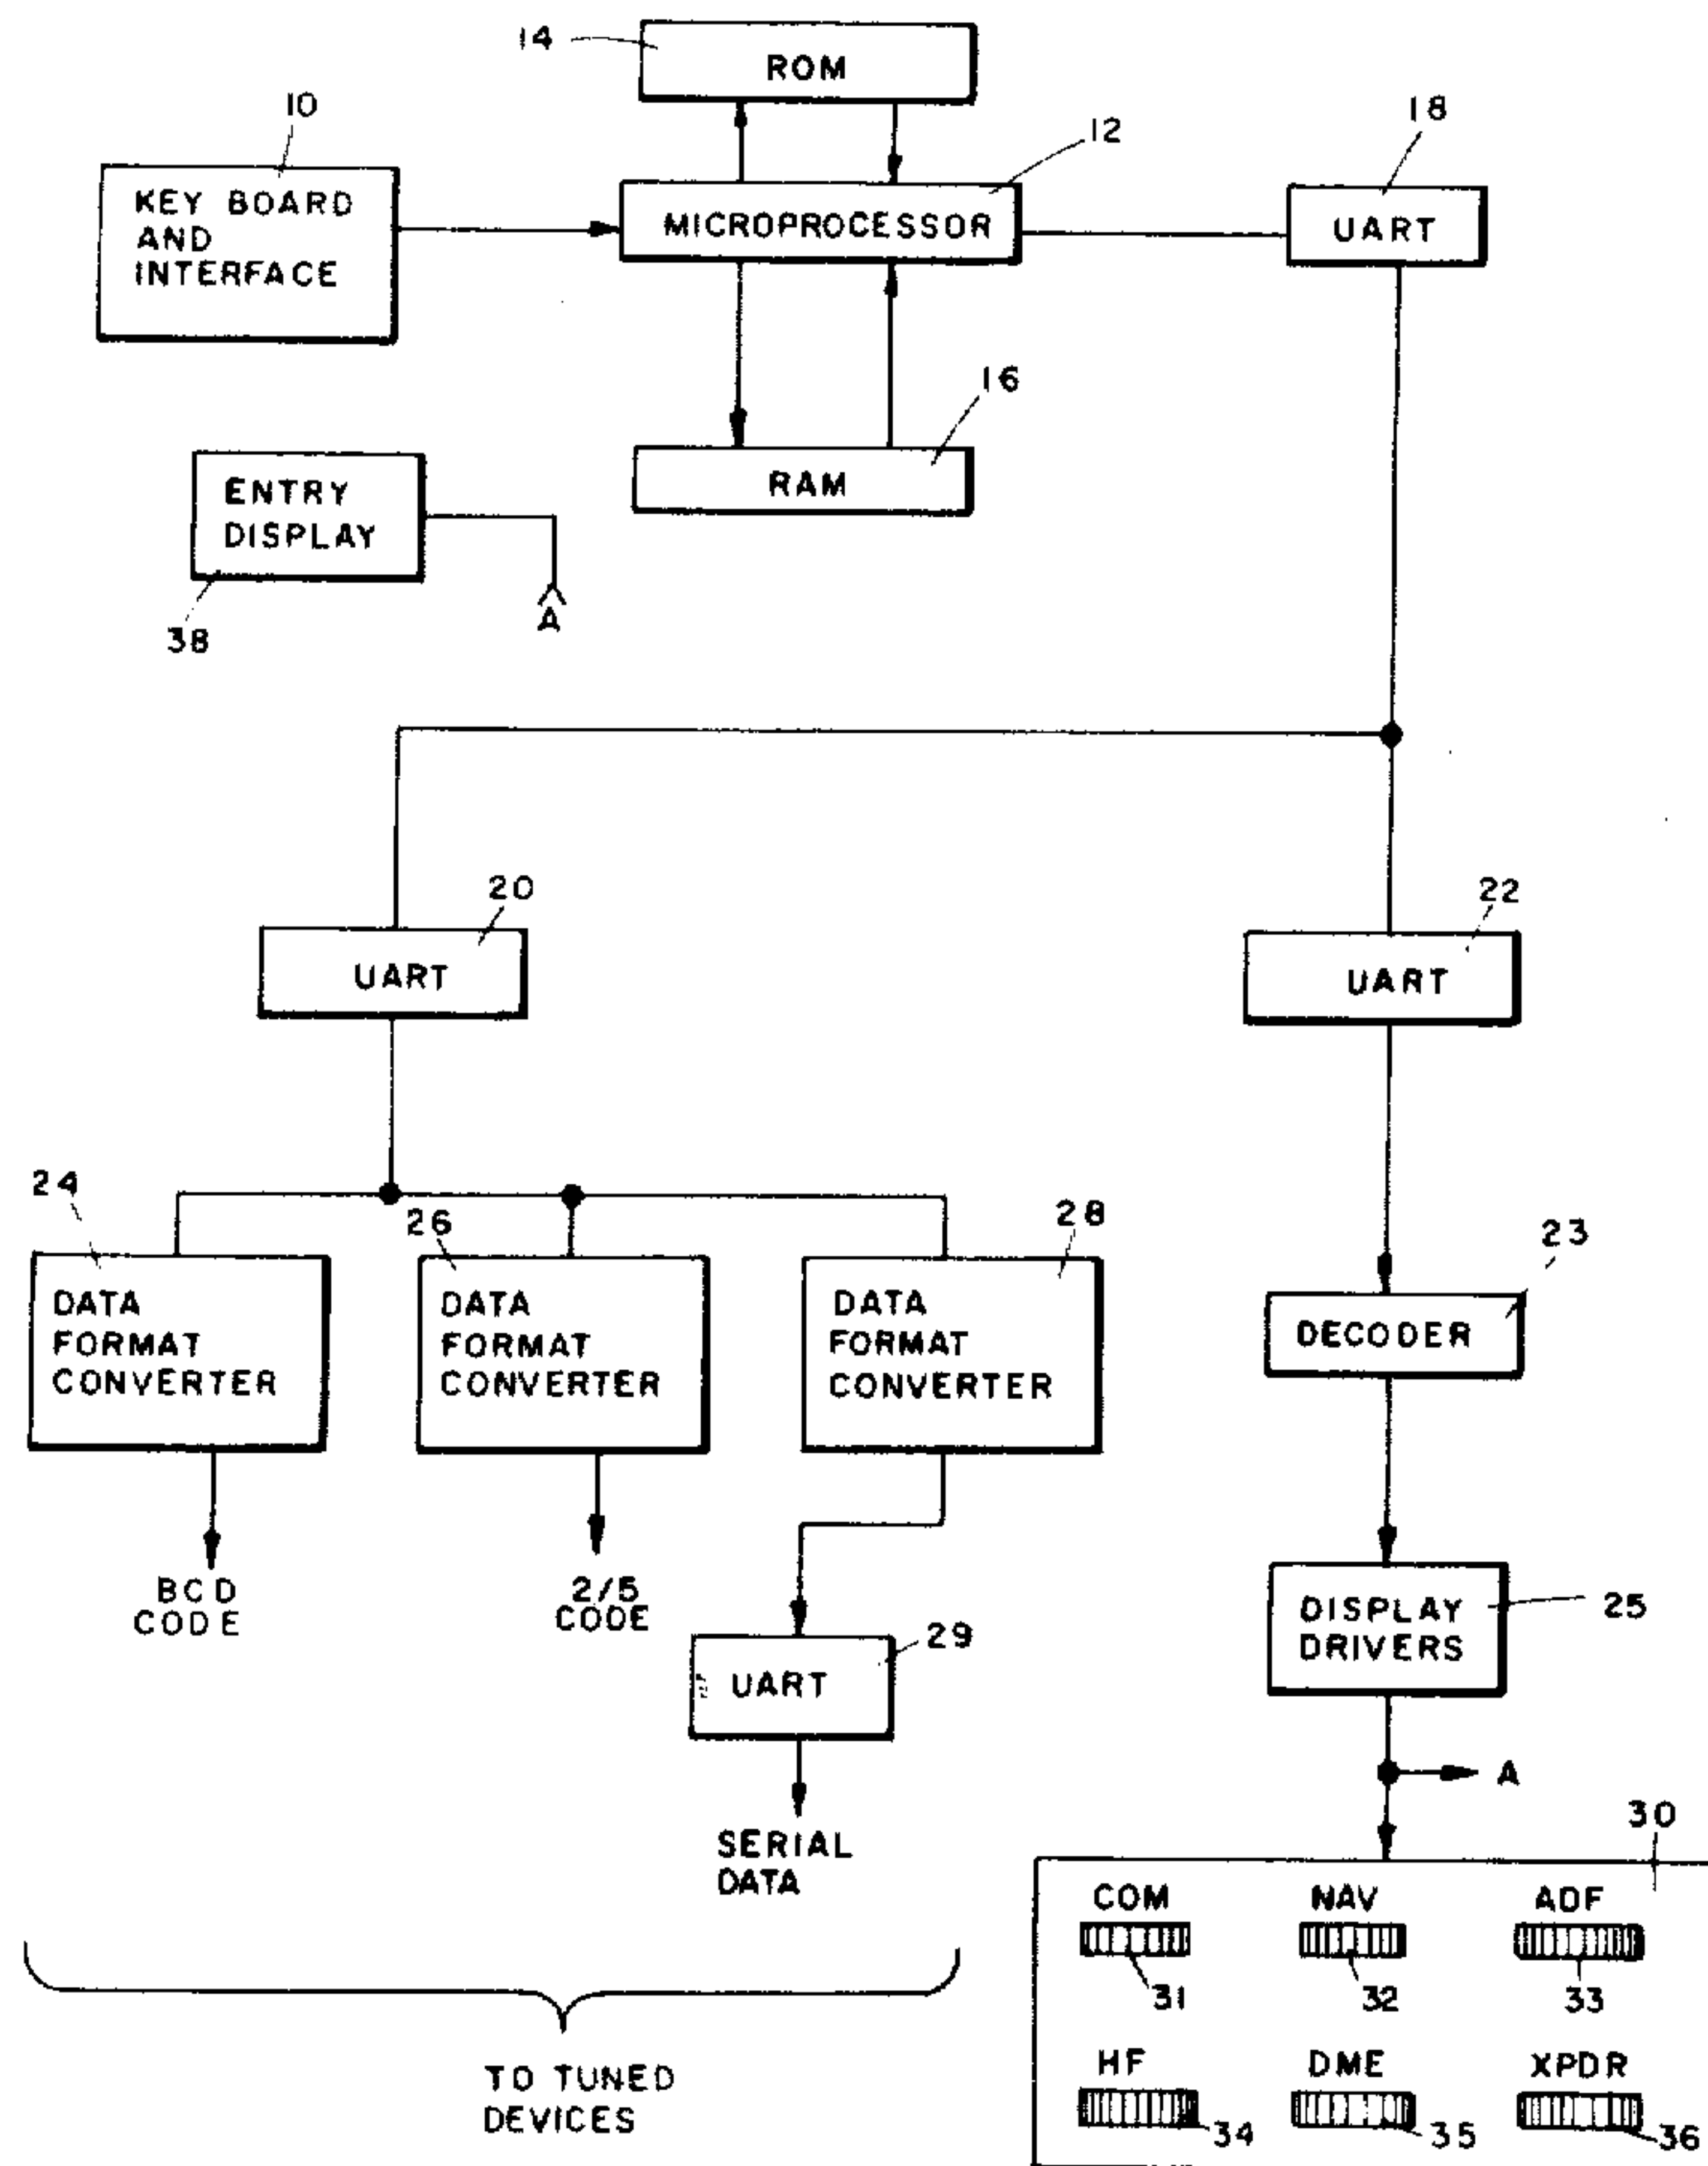 14
ROM
10
12
18
KEY BOARD
AND
INTERFACE
MICROPROCESSOR
UART
16
RAM
ENTRY
DISPLAY
A
38
20
22
UART
UART
24
26
28
23
DATA
FORMAT
CONVERTER
DATA
FORMAT
CONVERTER
DATA
FORMAT
CONVERTER
DECODER
BCD
CODE
2/5
CODE
DISPLAY
DRIVERS
25
29
UART
A
SERIAL
DATA
30
COM
NAV
ADF
31
32
33
HF
DME
XPDR
34
35
36
TO TUNED
DEVICES